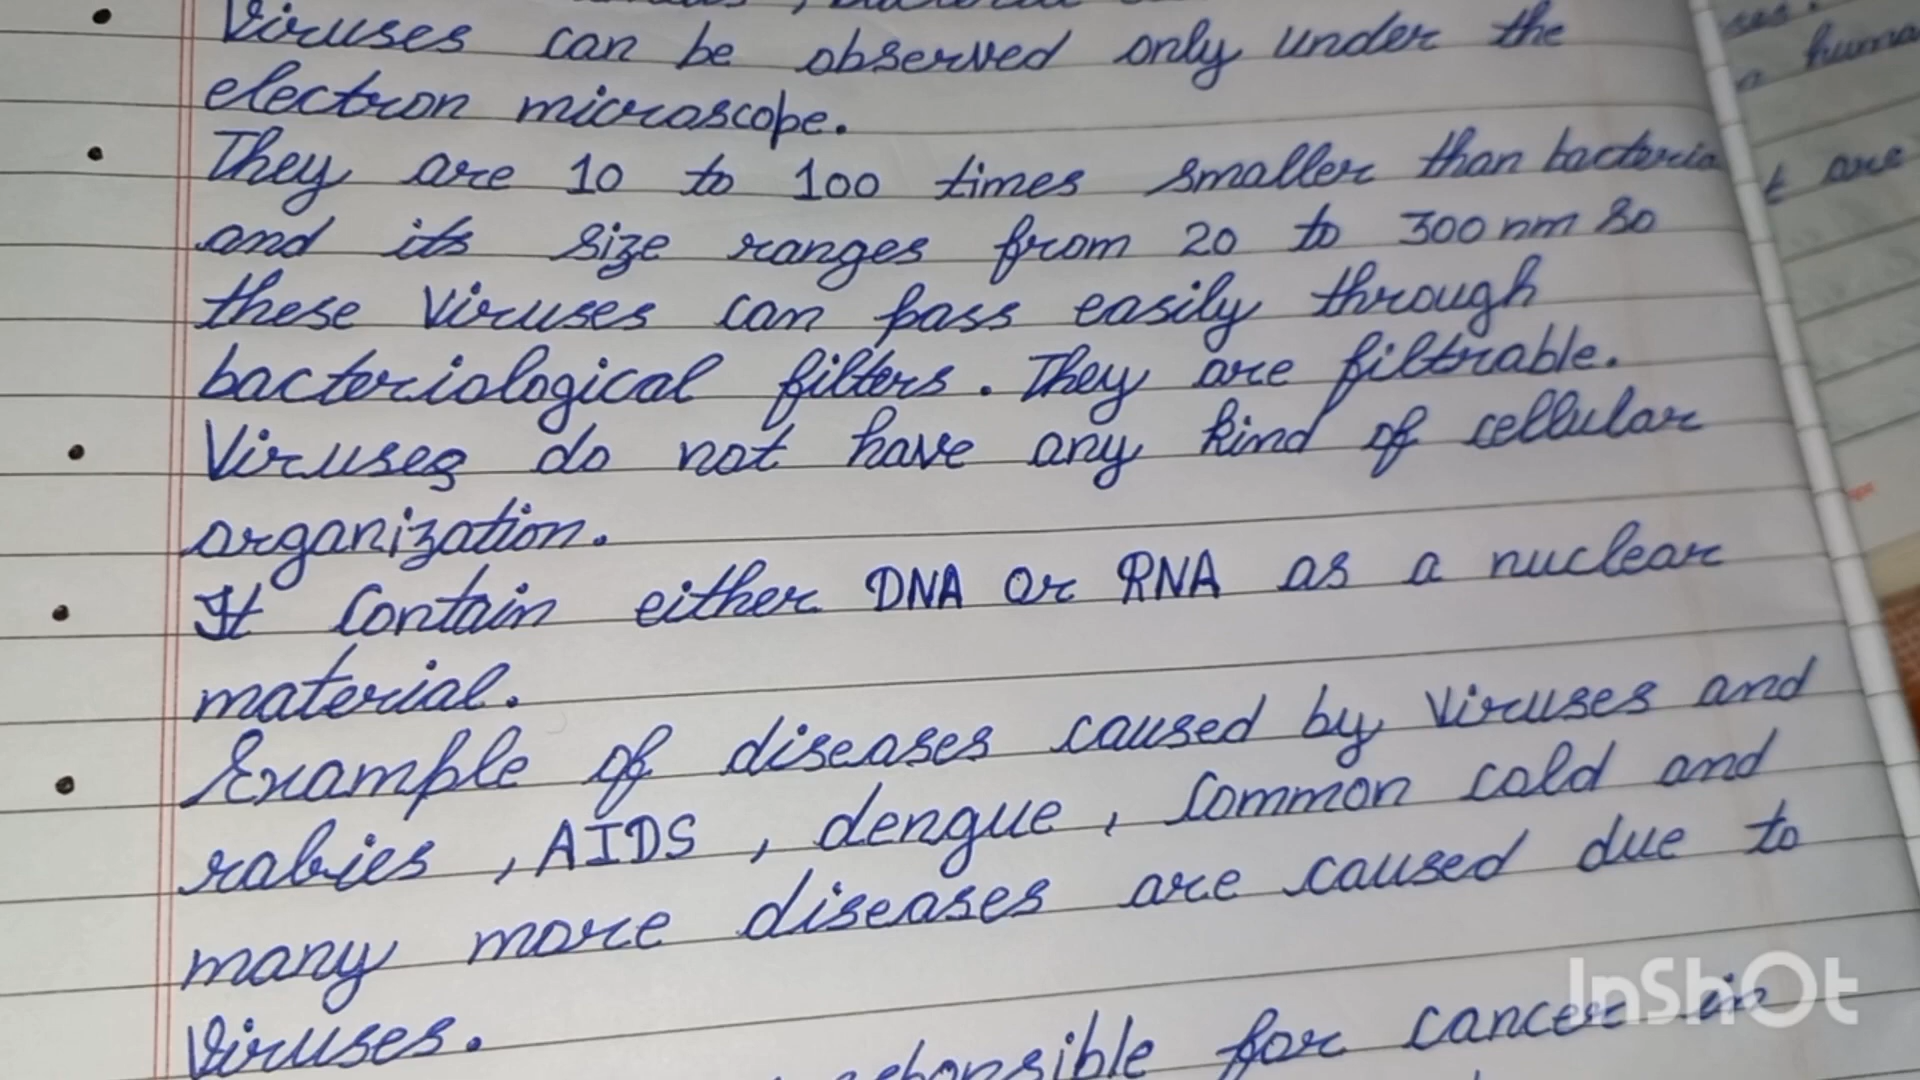 Viruses can be observed only under the
electron microscope.
They are 10 to 100 times smaller than bacteria
and its size ranges from 20 to 300 nm so
these viruses can pass easily through
bacteriological filters. They are filtrable.
Viruses do not have any kind of cellular
organization.
It contain either DNA or RNA as a nuclear
material.
Example of diseases caused by viruses and
rabies, AIDS, dengue, common cold and
many more diseases are caused due to
viruses.
responsible for cancer in
huma
t are
InShOt